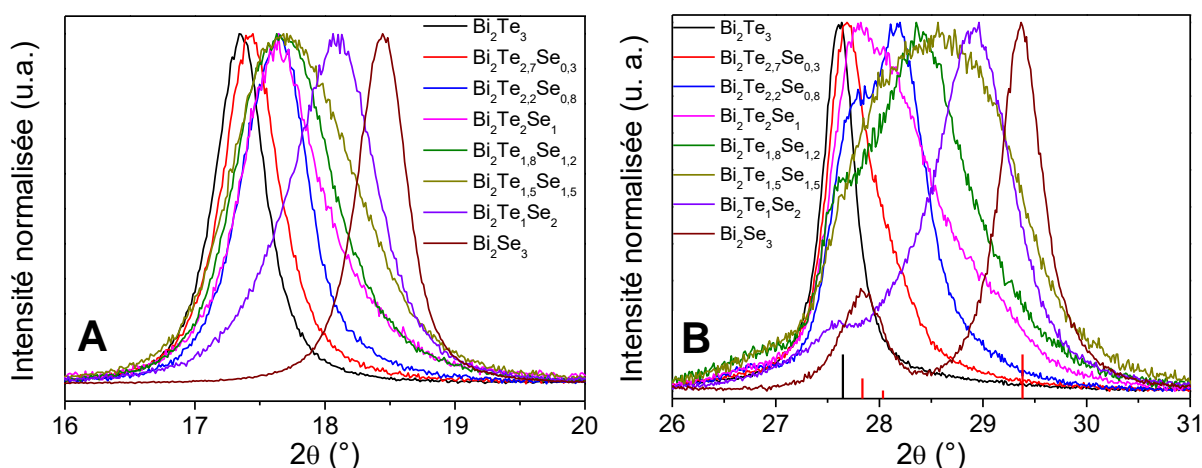 Intensité normalisée (u.a.)
Bi₂Te₃
Bi₂Te₂,₇Se₀,₃
Bi₂Te₂,₂Se₀,₈
Bi₂Te₂Se₁
Bi₂Te₁,₈Se₁,₂
Bi₂Te₁,₅Se₁,₅
Bi₂Te₁Se₂
Bi₂Se₃
A
16 17 18 19 20
2θ (°)
Intensité normalisée (u. a.)
Bi₂Te₃
Bi₂Te₂,₇Se₀,₃
Bi₂Te₂,₂Se₀,₈
Bi₂Te₂Se₁
Bi₂Te₁,₈Se₁,₂
Bi₂Te₁,₅Se₁,₅
Bi₂Te₁Se₂
Bi₂Se₃
B
26 27 28 29 30 31
2θ (°)